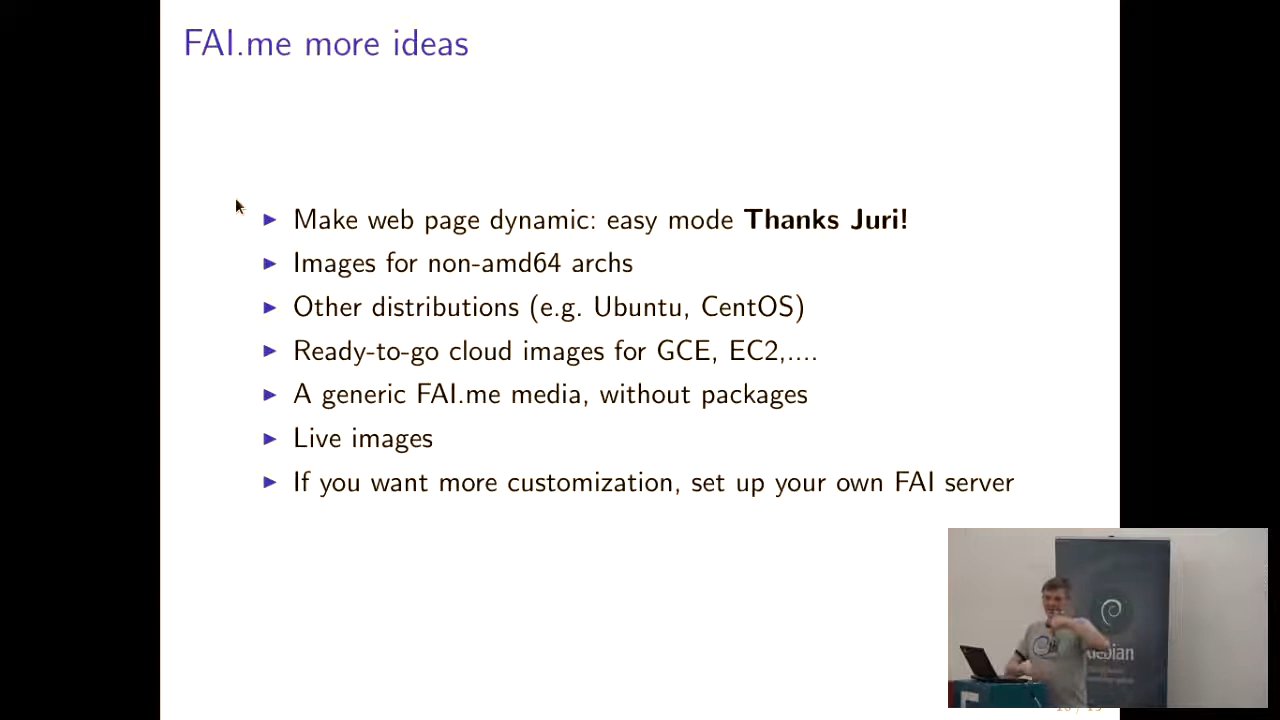 FAI.me more ideas
Make web page dynamic: easy mode Thanks Juri!
Images for non-amd64 archs
Other distributions (e.g. Ubuntu, CentOS)
Ready-to-go cloud images for GCE, EC2,....
A generic FAI.me media, without packages
Live images
If you want more customization, set up your own FAI server
debian